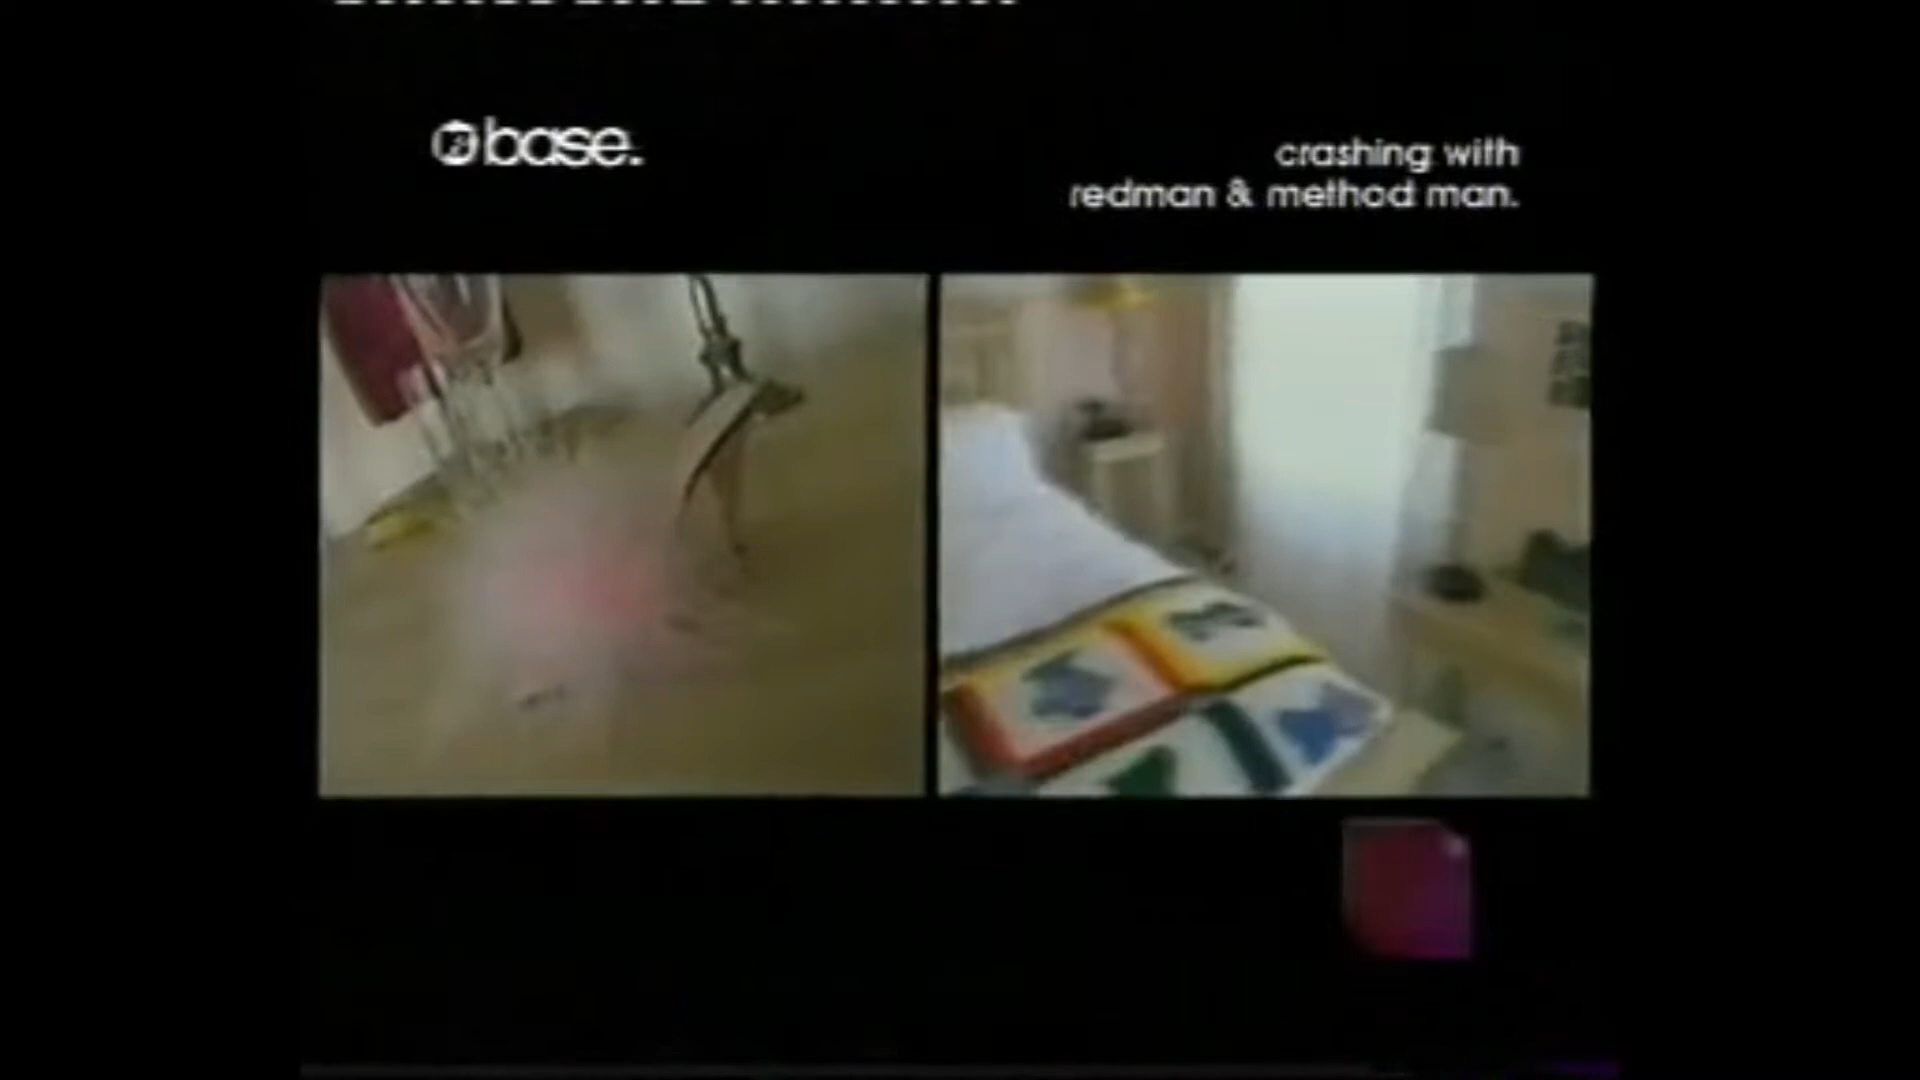 base.
crashing with
redman & method man.